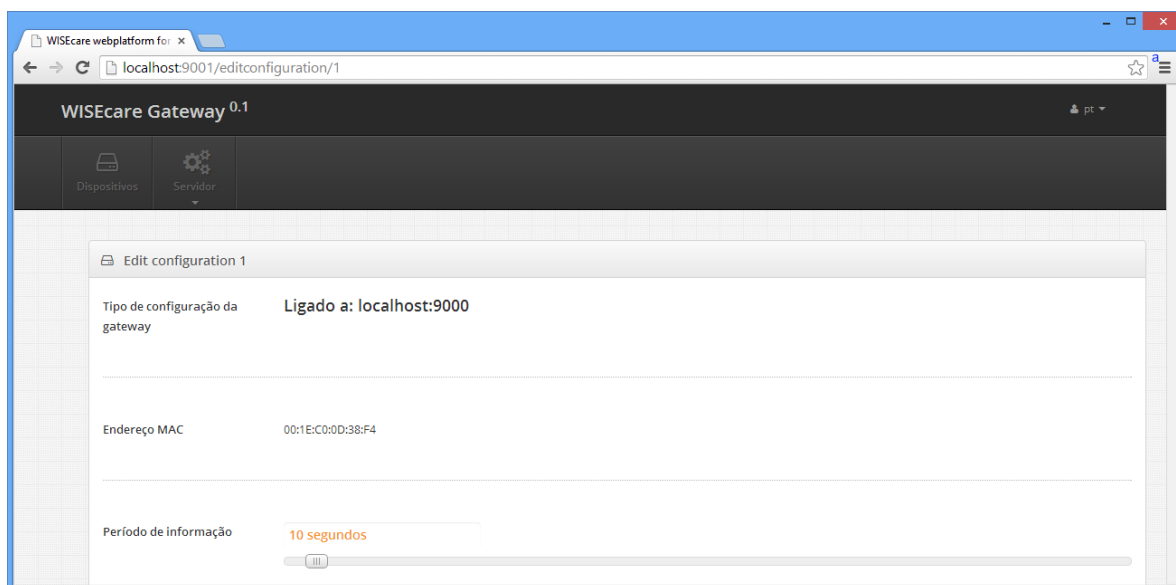 WISEcare webplatform for
localhost:9001/editconfiguration/1
a
WISEcare Gateway 0.1
pt
Dispositivos
Servidor
Edit configuration 1
Tipo de configuração da
gateway
Ligado a: localhost:9000
Endereço MAC
00:1E:C0:0D:38:F4
Período de informação
10 segundos